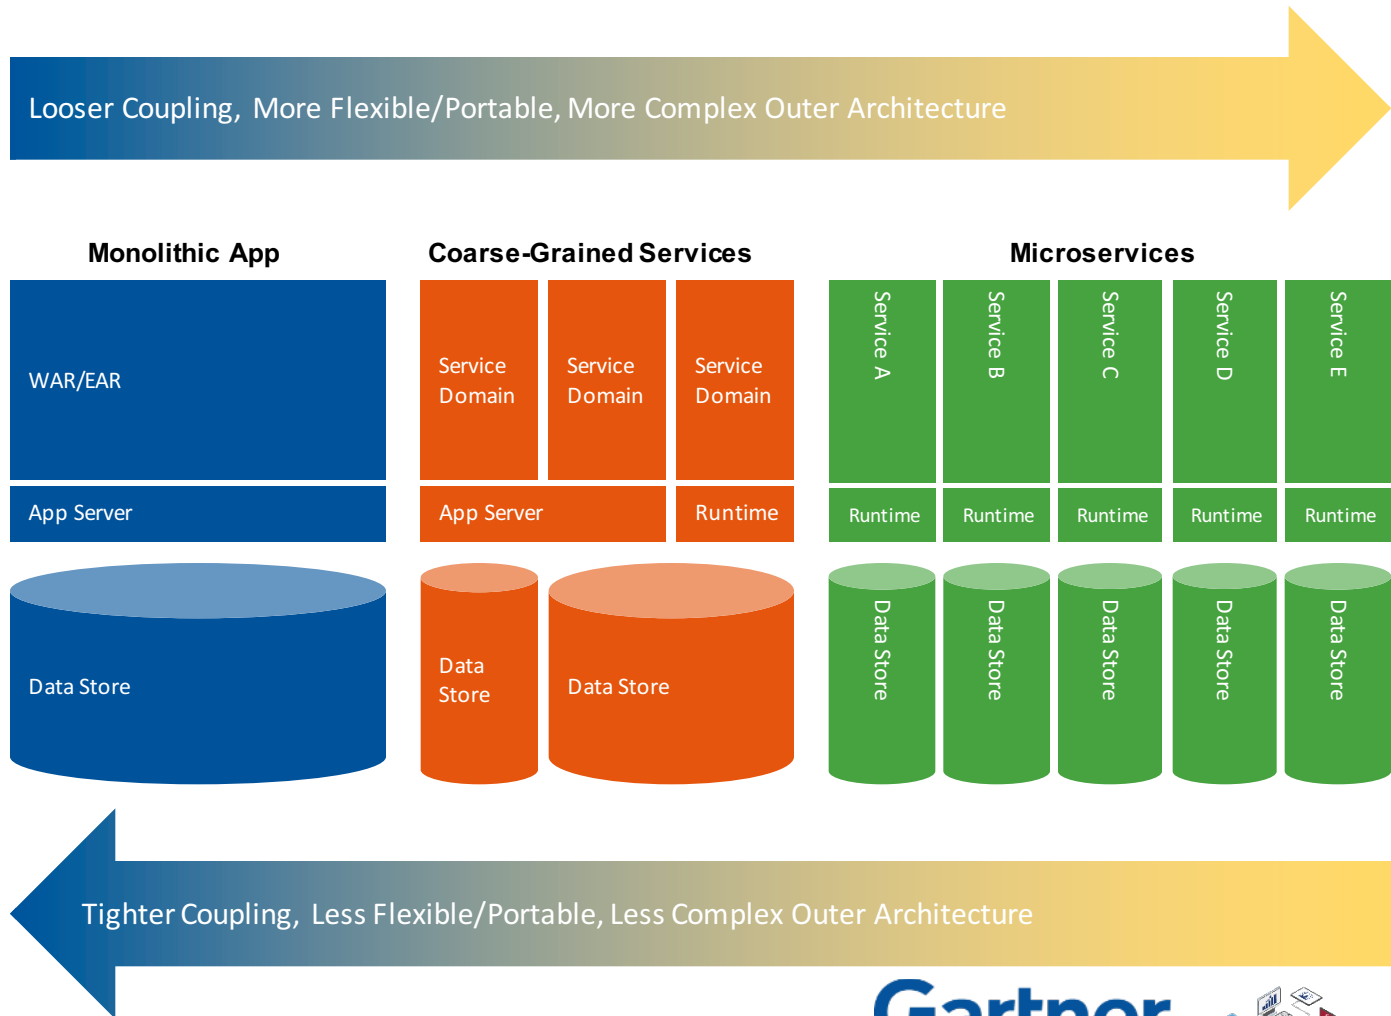 Looser Coupling, More Flexible/Portable, More Complex Outer Architecture
Monolithic App
Coarse-Grained Services
Microservices
WAR/EAR
Service
Domain
Service
Domain
Service
Domain
Service A
Service B
Service C
Service D
Service E
App Server
App Server
Runtime
Runtime
Runtime
Runtime
Runtime
Runtime
Data Store
Data
Store
Data Store
Data Store
Data Store
Data Store
Data Store
Data Store
Tighter Coupling, Less Flexible/Portable, Less Complex Outer Architecture
Gartner